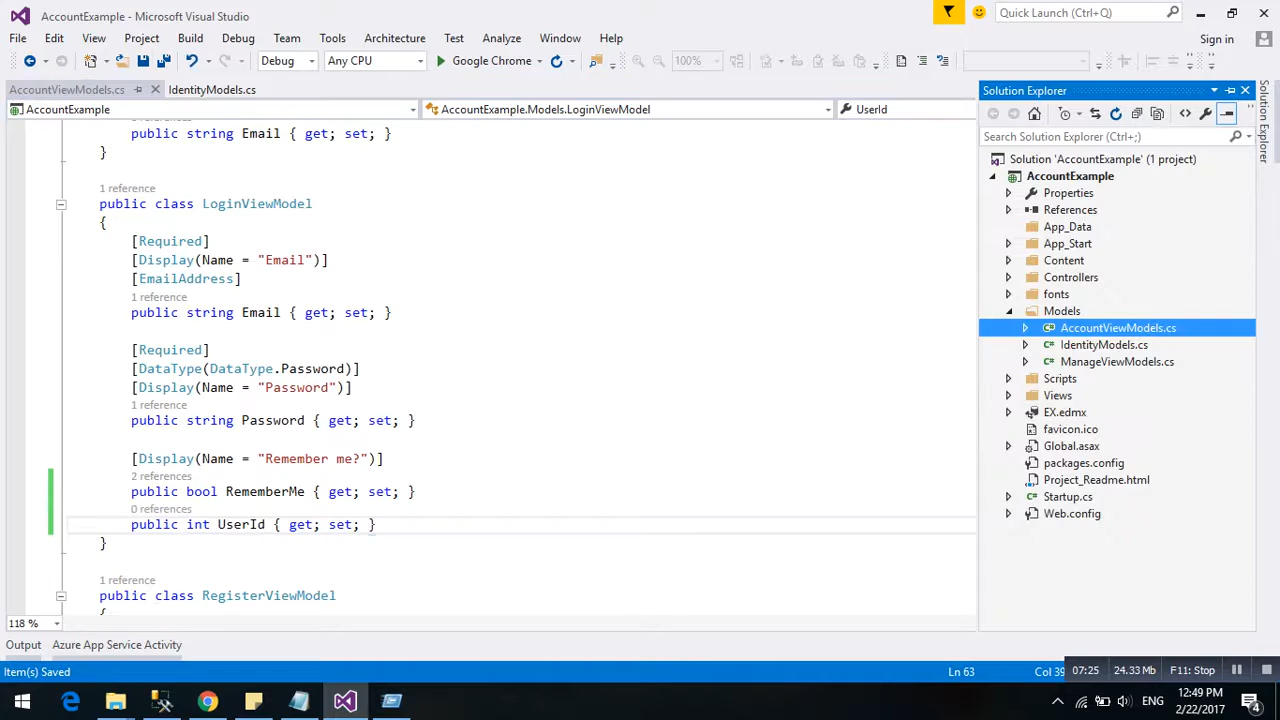 AccountExample - Microsoft Visual Studio
Quick Launch (Ctrl+Q)
File Edit View Project Build Debug Team Tools Architecture Test Analyze Window Help
Sign in
Debug Any CPU Google Chrome 100%
AccountViewModels.cs IdentityModels.cs
AccountExample AccountExample.Models.LoginViewModel UserId
public string Email { get; set; }
}
1 reference
public class LoginViewModel
{
[Required]
[Display(Name = "Email")]
[EmailAddress]
1 reference
public string Email { get; set; }
[Required]
[DataType(DataType.Password)]
[Display(Name = "Password")]
1 reference
public string Password { get; set; }
[Display(Name = "Remember me?")]
2 references
public bool RememberMe { get; set; }
0 references
public int UserId { get; set; }
}
1 reference
public class RegisterViewModel
{
118 %
Solution Explorer
Search Solution Explorer (Ctrl+;)
Solution 'AccountExample' (1 project)
AccountExample
Properties
References
App_Data
App_Start
Content
Controllers
fonts
Models
AccountViewModels.cs
IdentityModels.cs
ManageViewModels.cs
Scripts
Views
EX.edmx
favicon.ico
Global.asax
packages.config
Project_Readme.html
Startup.cs
Web.config
Solution Explorer
Team Explorer
Output Azure App Service Activity
Item(s) Saved Ln 63 Col 39
07:25 24.33 MB F11: Stop
ENG 12:49 PM
2/22/2017
4